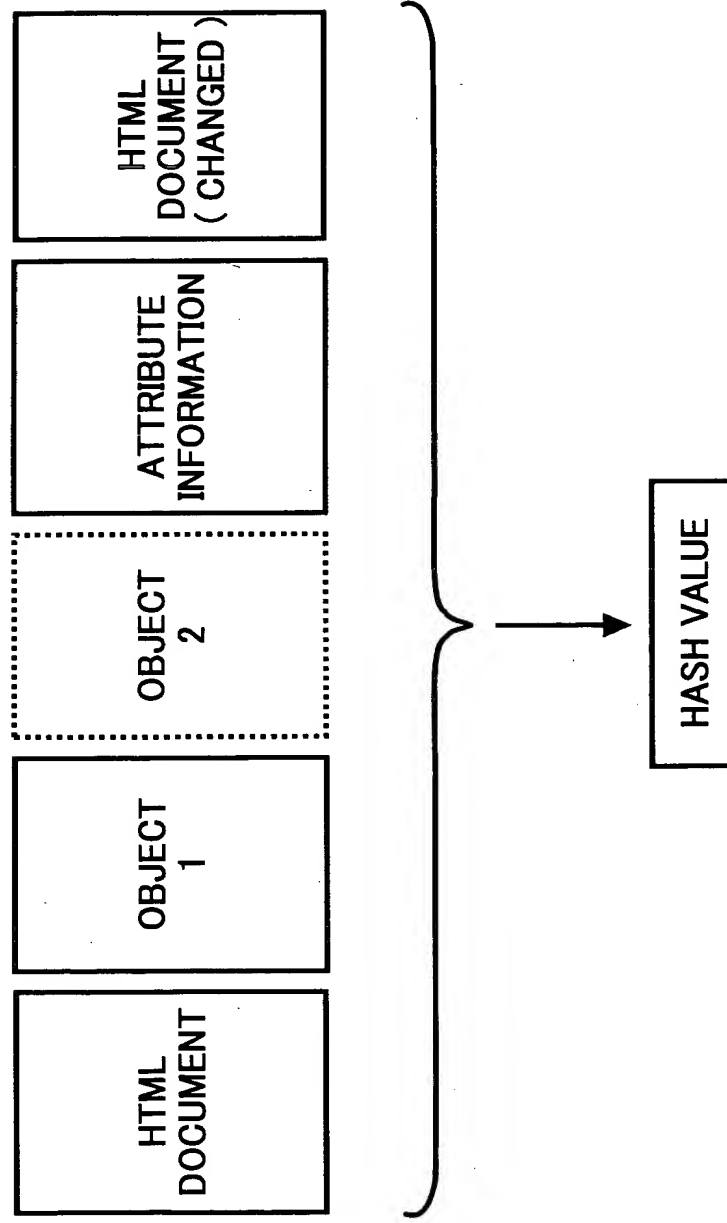 HTML
DOCUMENT
OBJECT
1
OBJECT
2
ATTRIBUTE
INFORMATION
HTML
DOCUMENT
( CHANGED )
HASH VALUE